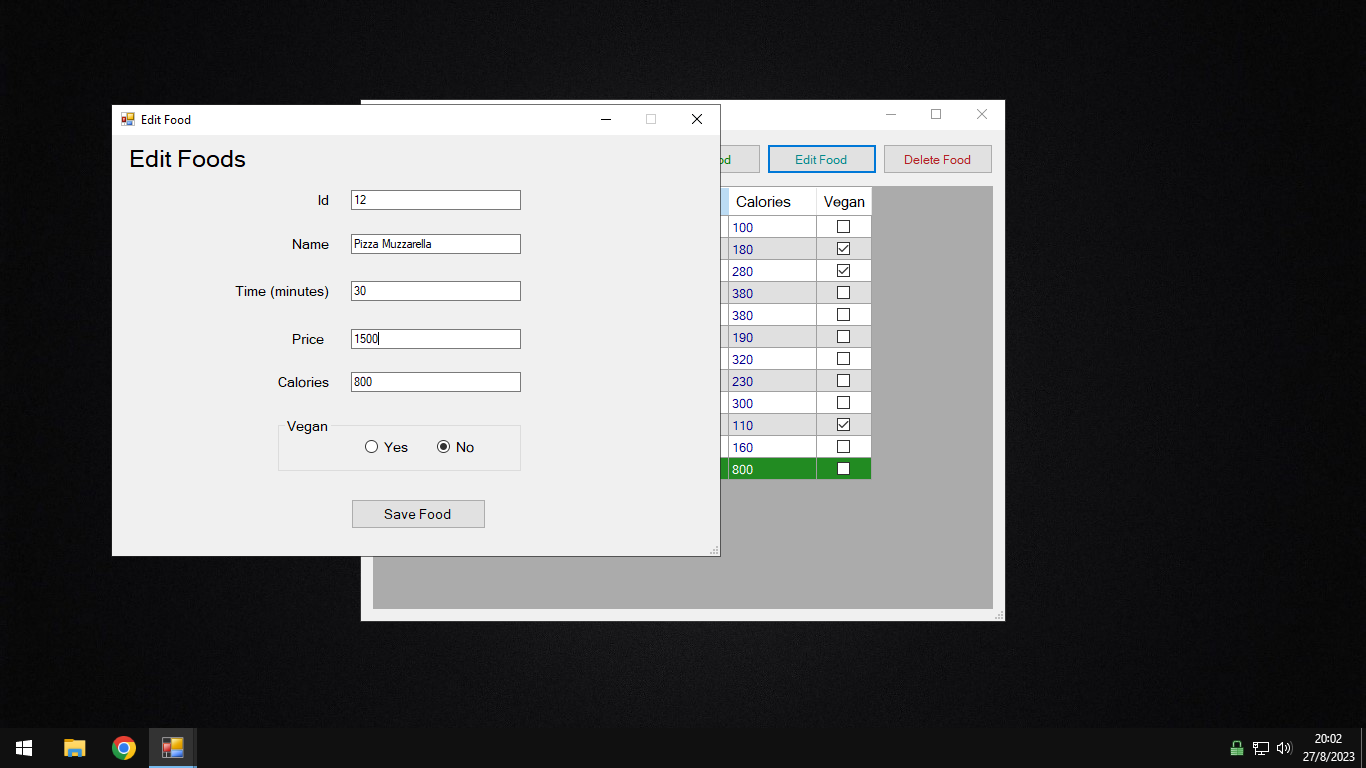 Edit Food
Edit Foods
Id 12
Name Pizza Muzzarella
Time (minutes) 30
Price 1500
Calories 800
Vegan
Yes No
Save Food
od Edit Food Delete Food
Calories Vegan
100
180
280
380
380
190
320
230
300
110
160
800
20:02
27/8/2023